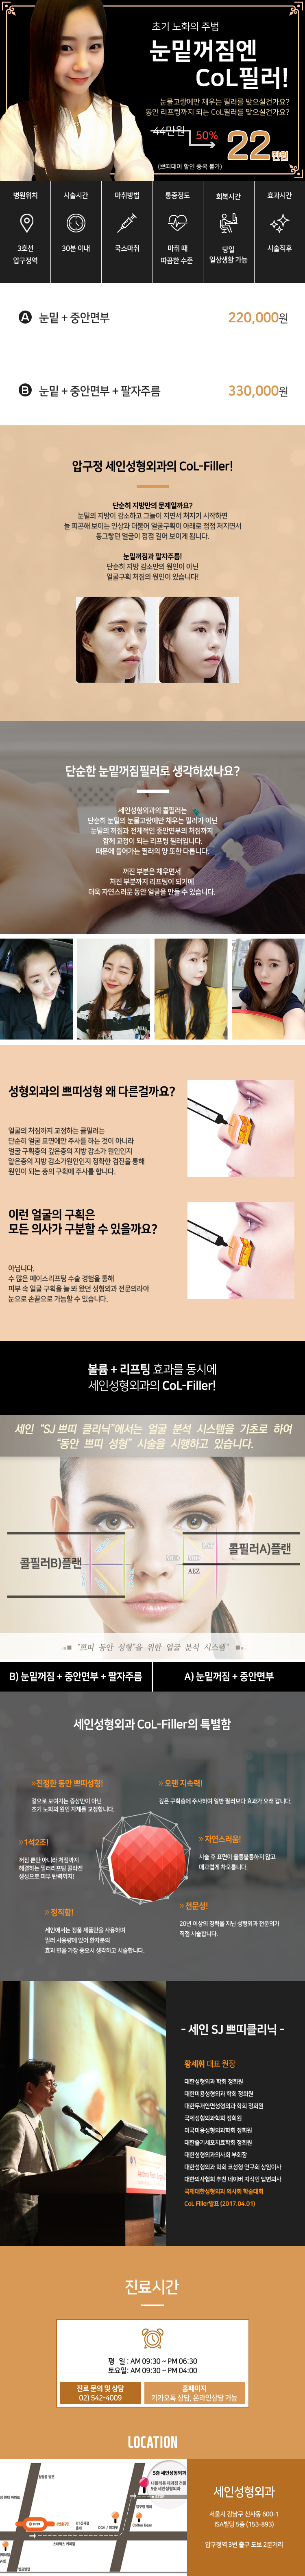 초기 노화의 주범
눈밑꺼짐엔
CoL필러!
눈물고랑에만 채우는 필러를 맞으실건가요?
동안 리프팅까지 되는 CoL필러를 맞으실건가요?
44만원
50%
22만원
(쁘띠데이 할인 중복 불가)
병원위치
시술시간
마취방법
통증정도
회복시간
효과시간
3호선
압구정역
30분 이내
국소마취
마취 때
따끔한 수준
당일
일상생활 가능
시술직후
A 눈밑 + 중안면부 220,000원
B 눈밑 + 중안면부 + 팔자주름 330,000원
압구정 세인성형외과의 CoL-Filler!
단순히 지방만의 문제일까요?
눈밑의 지방이 감소하고 그늘이 지면서 처지기 시작하면
늘 피곤해 보이는 인상과 더불어 얼굴구획이 아래로 점점 처지면서
동그랗던 얼굴이 점점 길어 보이게 됩니다.
눈밑꺼짐과 팔자주름!
단순히 지방 감소만의 원인이 아닌
얼굴구획 처짐의 원인이 있습니다!
단순한 눈밑꺼짐필러로 생각하셨나요?
세인성형외과의 콜필러는
단순히 눈밑의 눈물고랑에만 채우는 필러가 아닌
눈밑의 꺼짐과 전체적인 중안면부의 처짐까지
함께 교정이 되는 리프팅 필러입니다.
때문에 들어가는 필러의 양 또한 다릅니다.
꺼진 부분은 채우면서
처진 부분까지 리프팅이 되기에
더욱 자연스러운 동안 얼굴을 만들 수 있습니다.
성형외과의 쁘띠성형 왜 다른걸까요?
얼굴의 처짐까지 교정하는 콜필러는
단순히 얼굴 표면에만 주사를 하는 것이 아니라
얼굴 구획층의 깊은층의 지방 감소가 원인인지
얕은층의 지방 감소가원인인지 정확한 검진을 통해
원인이 되는 층의 구획에 주사를 합니다.
이런 얼굴의 구획은
모든 의사가 구분할 수 있을까요?
아닙니다.
수 많은 페이스리프팅 수술 경험을 통해
피부 속 얼굴 구획을 늘 봐 왔던 성형외과 전문의라야
눈으로 손끝으로 가늠할 수 있습니다.
볼륨 + 리프팅 효과를 동시에
세인성형외과의 CoL-Filler!
세인 "SJ 쁘띠 클리닉"에서는 얼굴 분석 시스템을 기초로 하여
"동안 쁘띠 성형" 시술을 시행하고 있습니다.
콜필러B)플랜
콜필러A)플랜
AEZ
"쁘띠 동안 성형"을 위한 얼굴 분석 시스템"
B) 눈밑꺼짐 + 중안면부 + 팔자주름
A) 눈밑꺼짐 + 중안면부
세인성형외과 CoL-Filler의 특별함
»진정한 동안 쁘띠성형!
겉으로 보여지는 증상만이 아닌
초기 노화의 원인 자체를 교정합니다.
» 오랜 지속력!
깊은 구획층에 주사하여 일반 필러보다 효과가 오래 갑니다.
»1석2조!
꺼짐 뿐만 아니라 처짐까지
해결하는 필러리프팅 콜라겐
생성으로 피부 탄력까지!
» 자연스러움!
시술 후 표면이 울퉁불퉁하지 않고
매끄럽게 차오릅니다.
» 정직함!
세인에서는 정품 제품만을 사용하며
필러 사용량에 있어 환자분의
효과 면을 가장 중요시 생각하고 시술합니다.
» 전문성!
20년 이상의 경력을 지닌 성형외과 전문의가
직접 시술합니다.
- 세인 SJ 쁘띠클리닉 -
황세휘 대표 원장
대한성형외과 학회 정회원
대한미용성형외과 학회 정회원
대한두개안면성형외과 학회 정회원
국제성형외과학회 정회원
미국미용성형외과학회 정회원
대한줄기세포치료학회 정회원
대한성형외과의사회 부회장
대한성형외과 학회 코성형 연구회 상임이사
대한의사협회 추천 네이버 지식인 답변의사
국제대한성형외과 의사회 학술대회
CoL Filler발표 (2017.04.01)
진료시간
평 일 : AM 09:30 ~ PM 06:30
토요일: AM 09:30 ~ PM 04:00
진료 문의 및 상담
02) 542-4009
홈페이지
카카오톡 상담, 온라인상담 가능
LOCATION
5층 세인성형외과
Coffee Bean
세인성형외과
서울시 강남구 신사동 600-1
ISA빌딩 5층 (153-893)
압구정역 3번 출구 도보 2분거리